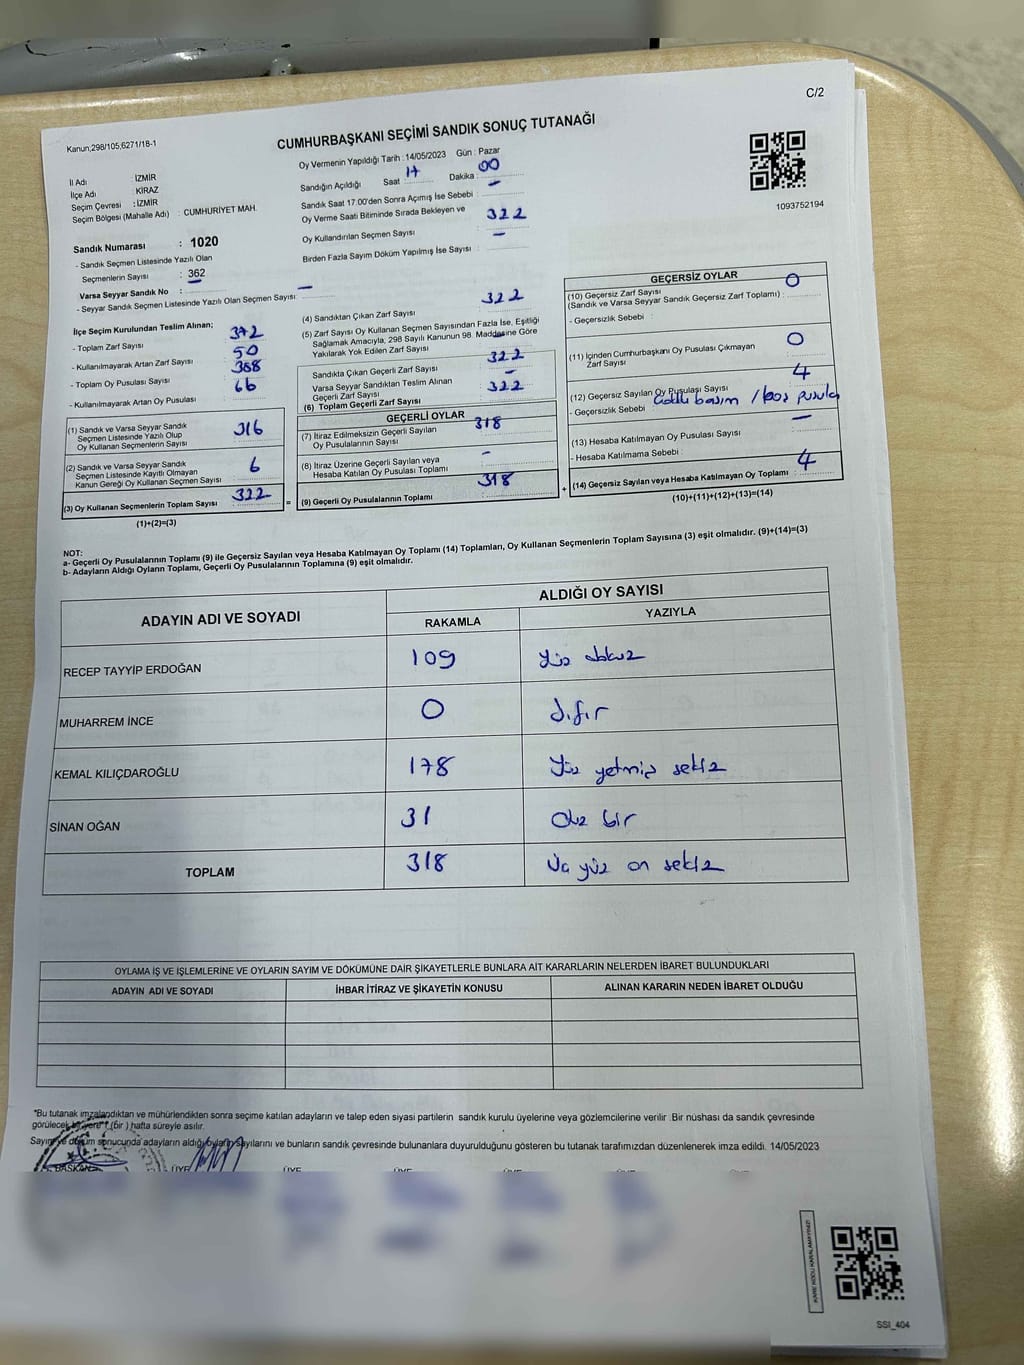 C/2
Kanun,298/105;6271/18-1
CUMHURBAŞKANI SEÇİMİ SANDIK SONUÇ TUTANAĞI
Oy Vermenin Yapıldığı Tarih : 14/05/2023 Gün : Pazar
İl Adı : İZMİR
İlçe Adı : KİRAZ
Seçim Çevresi : İZMİR
Seçim Bölgesi (Mahalle Adı) : CUMHURİYET MAH.
Sandığın Açıldığı Saat 17 Dakika 00
Sandık Saat 17.00'den Sonra Açımış İse Sebebi : –
Oy Verme Saati Bitiminde Sırada Bekleyen ve
Oy Kullandırılan Seçmen Sayısı : 322
Birden Fazla Sayım Döküm Yapılmış İse Sayısı : –
1093752194
Sandık Numarası : 1020
- Sandık Seçmen Listesinde Yazılı Olan
Seçmenlerin Sayısı : 362
Varsa Seyyar Sandık No : –
- Seyyar Sandık Seçmen Listesinde Yazılı Olan Seçmen Sayısı:
İlçe Seçim Kurulundan Teslim Alınan;
- Toplam Zarf Sayısı 372
- Kullanılmayarak Artan Zarf Sayısı 50
- Toplam Oy Pusulası Sayısı 388
- Kullanılmayarak Artan Oy Pusulası 66
(1) Sandık ve Varsa Seyyar Sandık
Seçmen Listesinde Yazılı Olup
Oy Kullanan Seçmenlerin Sayısı 316
(2) Sandık ve Varsa Seyyar Sandık
Seçmen Listesinde Kayıtlı Olmayan
Kanun Gereği Oy Kullanan Seçmen Sayısı 6
(3) Oy Kullanan Seçmenlerin Toplam Sayısı 322 =
(1)+(2)=(3)
(4) Sandıktan Çıkan Zarf Sayısı 322
(5) Zarf Sayısı Oy Kullanan Seçmen Sayısından Fazla İse, Eşitliği
Sağlamak Amacıyla, 298 Sayılı Kanunun 98. Maddesine Göre
Yakılarak Yok Edilen Zarf Sayısı –
Sandıkta Çıkan Geçerli Zarf Sayısı 322
Varsa Seyyar Sandıktan Teslim Alınan
Geçerli Zarf Sayısı –
(6) Toplam Geçerli Zarf Sayısı 322
GEÇERLİ OYLAR
(7) İtiraz Edilmeksizin Geçerli Sayılan
Oy Pusulalarının Sayısı 318
(8) İtiraz Üzerine Geçerli Sayılan veya
Hesaba Katılan Oy Pusulası Toplamı –
(9) Geçerli Oy Pusulalarının Toplamı 318 +
GEÇERSİZ OYLAR
(10) Geçersiz Zarf Sayısı
(Sandık ve Varsa Seyyar Sandık Geçersiz Zarf Toplamı) : 0
- Geçersizlik Sebebi :
(11) İçinden Cumhurbaşkanı Oy Pusulası Çıkmayan
Zarf Sayısı 0
(12) Geçersiz Sayılan Oy Pusulası Sayısı 4
- Geçersizlik Sebebi basım / boş pusula
(13) Hesaba Katılmayan Oy Pusulası Sayısı –
- Hesaba Katılmama Sebebi :
(14) Geçersiz Sayılan veya Hesaba Katılmayan Oy Toplamı 4
(10)+(11)+(12)+(13)=(14)
NOT:
a- Geçerli Oy Pusulalarının Toplamı (9) ile Geçersiz Sayılan veya Hesaba Katılmayan Oy Toplamı (14) Toplamları, Oy Kullanan Seçmenlerin Toplam Sayısına (3) eşit olmalıdır. (9)+(14)=(3)
b- Adayların Aldığı Oyların Toplamı, Geçerli Oy Pusulalarının Toplamına (9) eşit olmalıdır.
ADAYIN ADI VE SOYADI
ALDIĞI OY SAYISI
RAKAMLA YAZIYLA
RECEP TAYYİP ERDOĞAN 109 Yüz dokuz
MUHARREM İNCE 0 Sıfır
KEMAL KILIÇDAROĞLU 178 Yüz yetmiş sekiz
SİNAN OĞAN 31 Otuz bir
TOPLAM 318 Üç yüz on sekiz
OYLAMA İŞ VE İŞLEMLERİNE VE OYLARIN SAYIM VE DÖKÜMÜNE DAİR ŞİKAYETLERLE BUNLARA AİT KARARLARIN NELERDEN İBARET BULUNDUKLARI
ADAYIN ADI VE SOYADI İHBAR İTİRAZ VE ŞİKAYETİN KONUSU ALINAN KARARIN NEDEN İBARET OLDUĞU
*Bu tutanak imzalandıktan ve mühürlendikten sonra seçime katılan adayların ve talep eden siyasi partilerin sandık kurulu üyelerine veya gözlemcilerine verilir .Bir nüshası da sandık çevresinde
görülecek bir yere 1 (bir ) hafta süreyle asılır.
Sayım ve döküm sonucunda adayların aldığı oyların sayılarını ve bunların sandık çevresinde bulunanlara duyurulduğunu gösteren bu tutanak tarafımızdan düzenlenerek imza edildi. 14/05/2023
BAŞKAN ÜYE ÜYE ÜYE ÜYE ÜYE ÜYE
KARE KODU KARALAMAYINIZ!
SSI_404